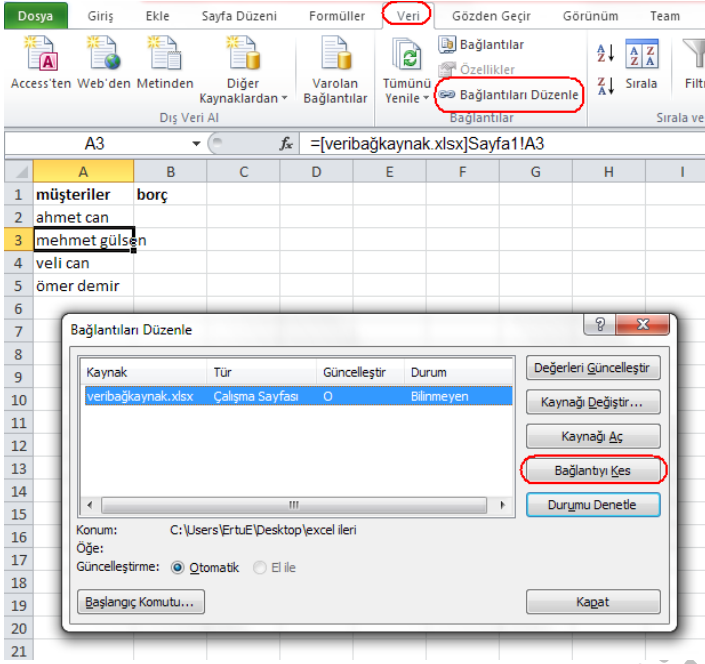 Dosya Giriş Ekle Sayfa Düzeni Formüller Veri Gözden Geçir Görünüm Team
Access'ten Web'den Metinden Diğer Kaynaklardan Varolan Bağlantılar Tümünü Yenile
Bağlantılar
Özellikler
Bağlantıları Düzenle
Sırala Filt
Dış Veri Al Bağlantılar Sırala ve
A3 fx =[veribağkaynak.xlsx]Sayfa1!A3
A B C D E F G H I
1 müşteriler borç
2 ahmet can
3 mehmet gülsen
4 veli can
5 ömer demir
6
7
8
9
10
11
12
13
14
15
16
17
18
19
20
21
Bağlantıları Düzenle
Kaynak Tür Güncelleştir Durum
veribağkaynak.xlsx Çalışma Sayfası O Bilinmeyen
Değerleri Güncelleştir
Kaynağı Değiştir...
Kaynağı Aç
Bağlantıyı Kes
Durumu Denetle
Konum: C:\Users\ErtuE\Desktop\excel ileri
Öğe:
Güncelleştirme: Otomatik El ile
Başlangıç Komutu... Kapat